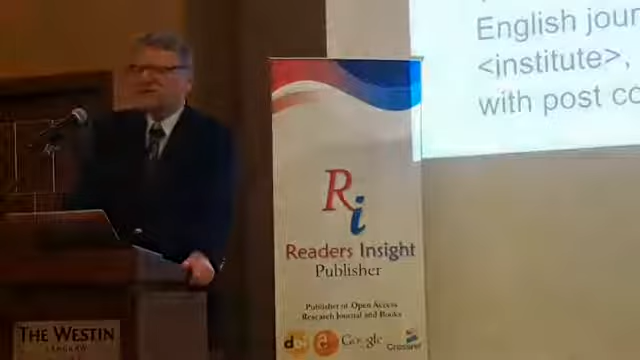 English jour
<institute>,
with post co
Ri
Readers Insight
Publisher
Publisher of Open Access
Research Journal and Books
doi
Google
Crossref
THE WESTIN
LANGKAWI